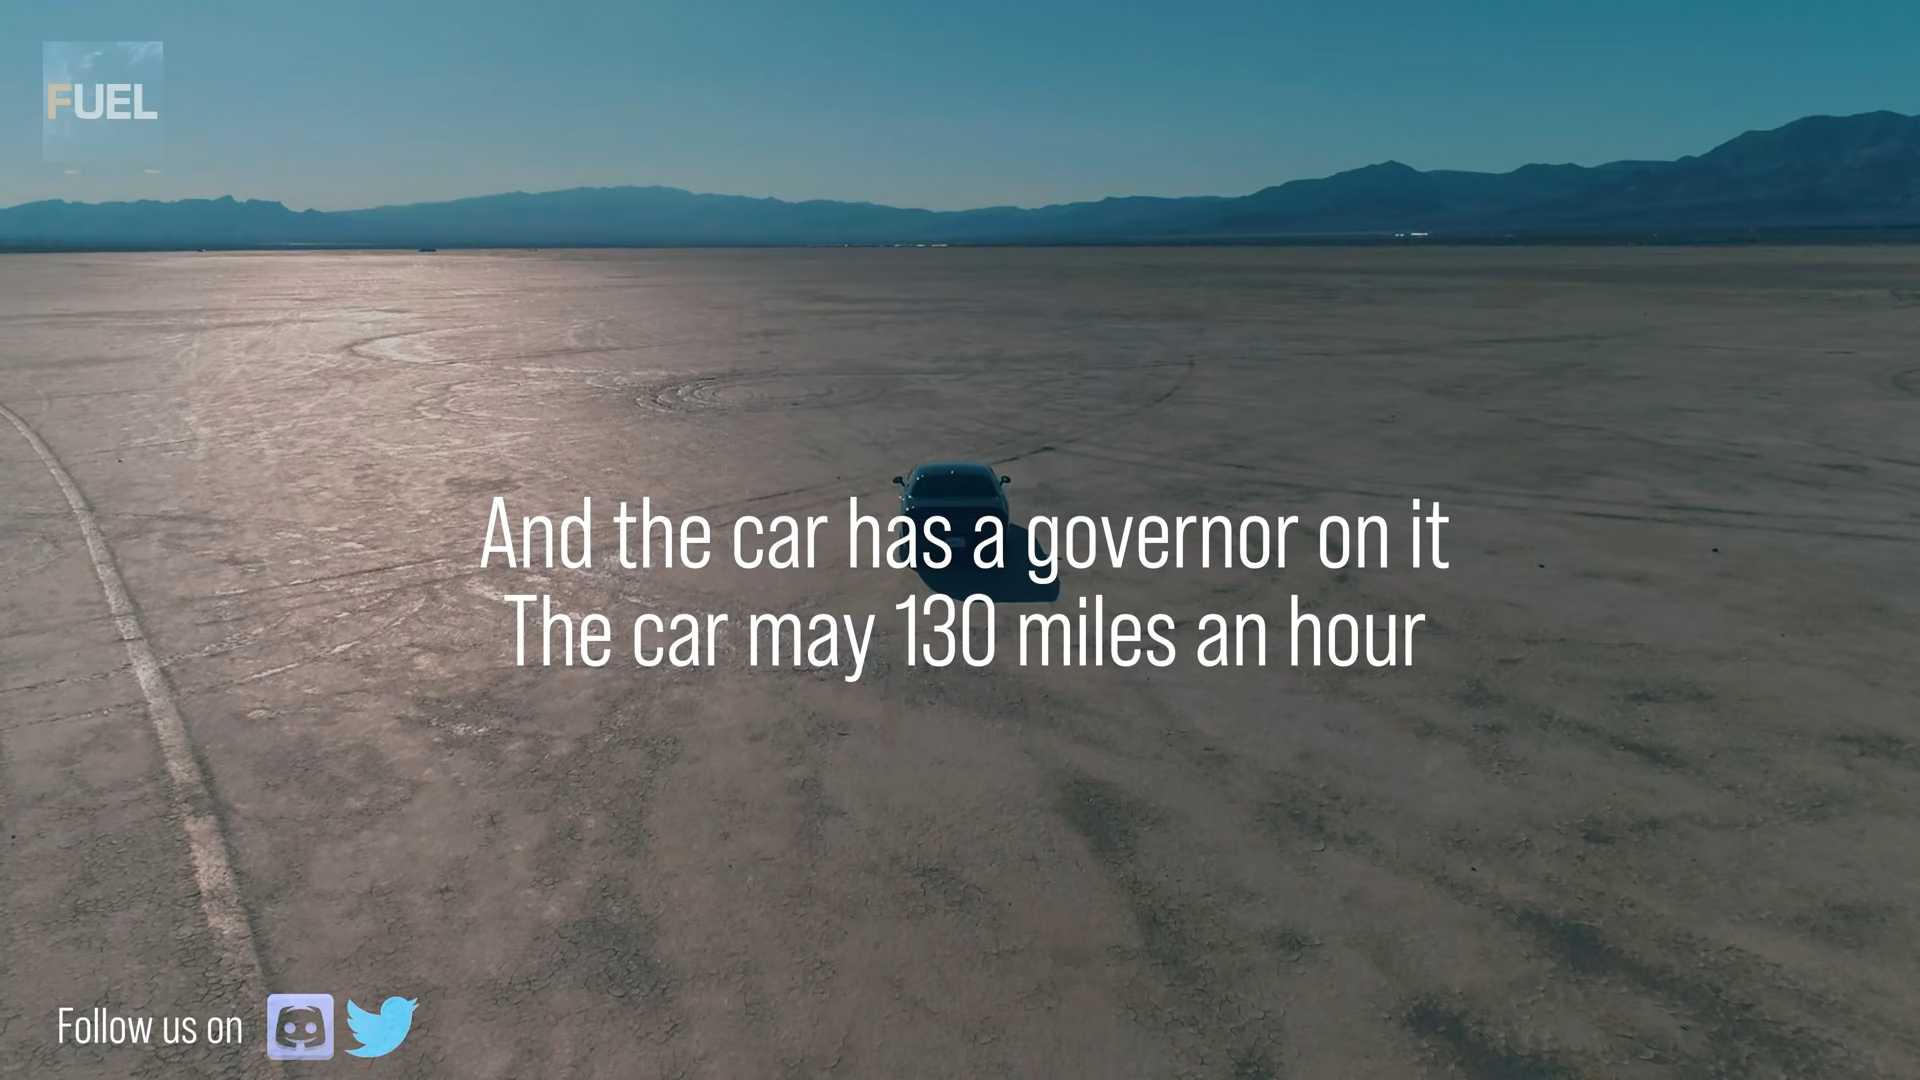 FUEL
And the car has a governor on it
The car may 130 miles an hour
Follow us on